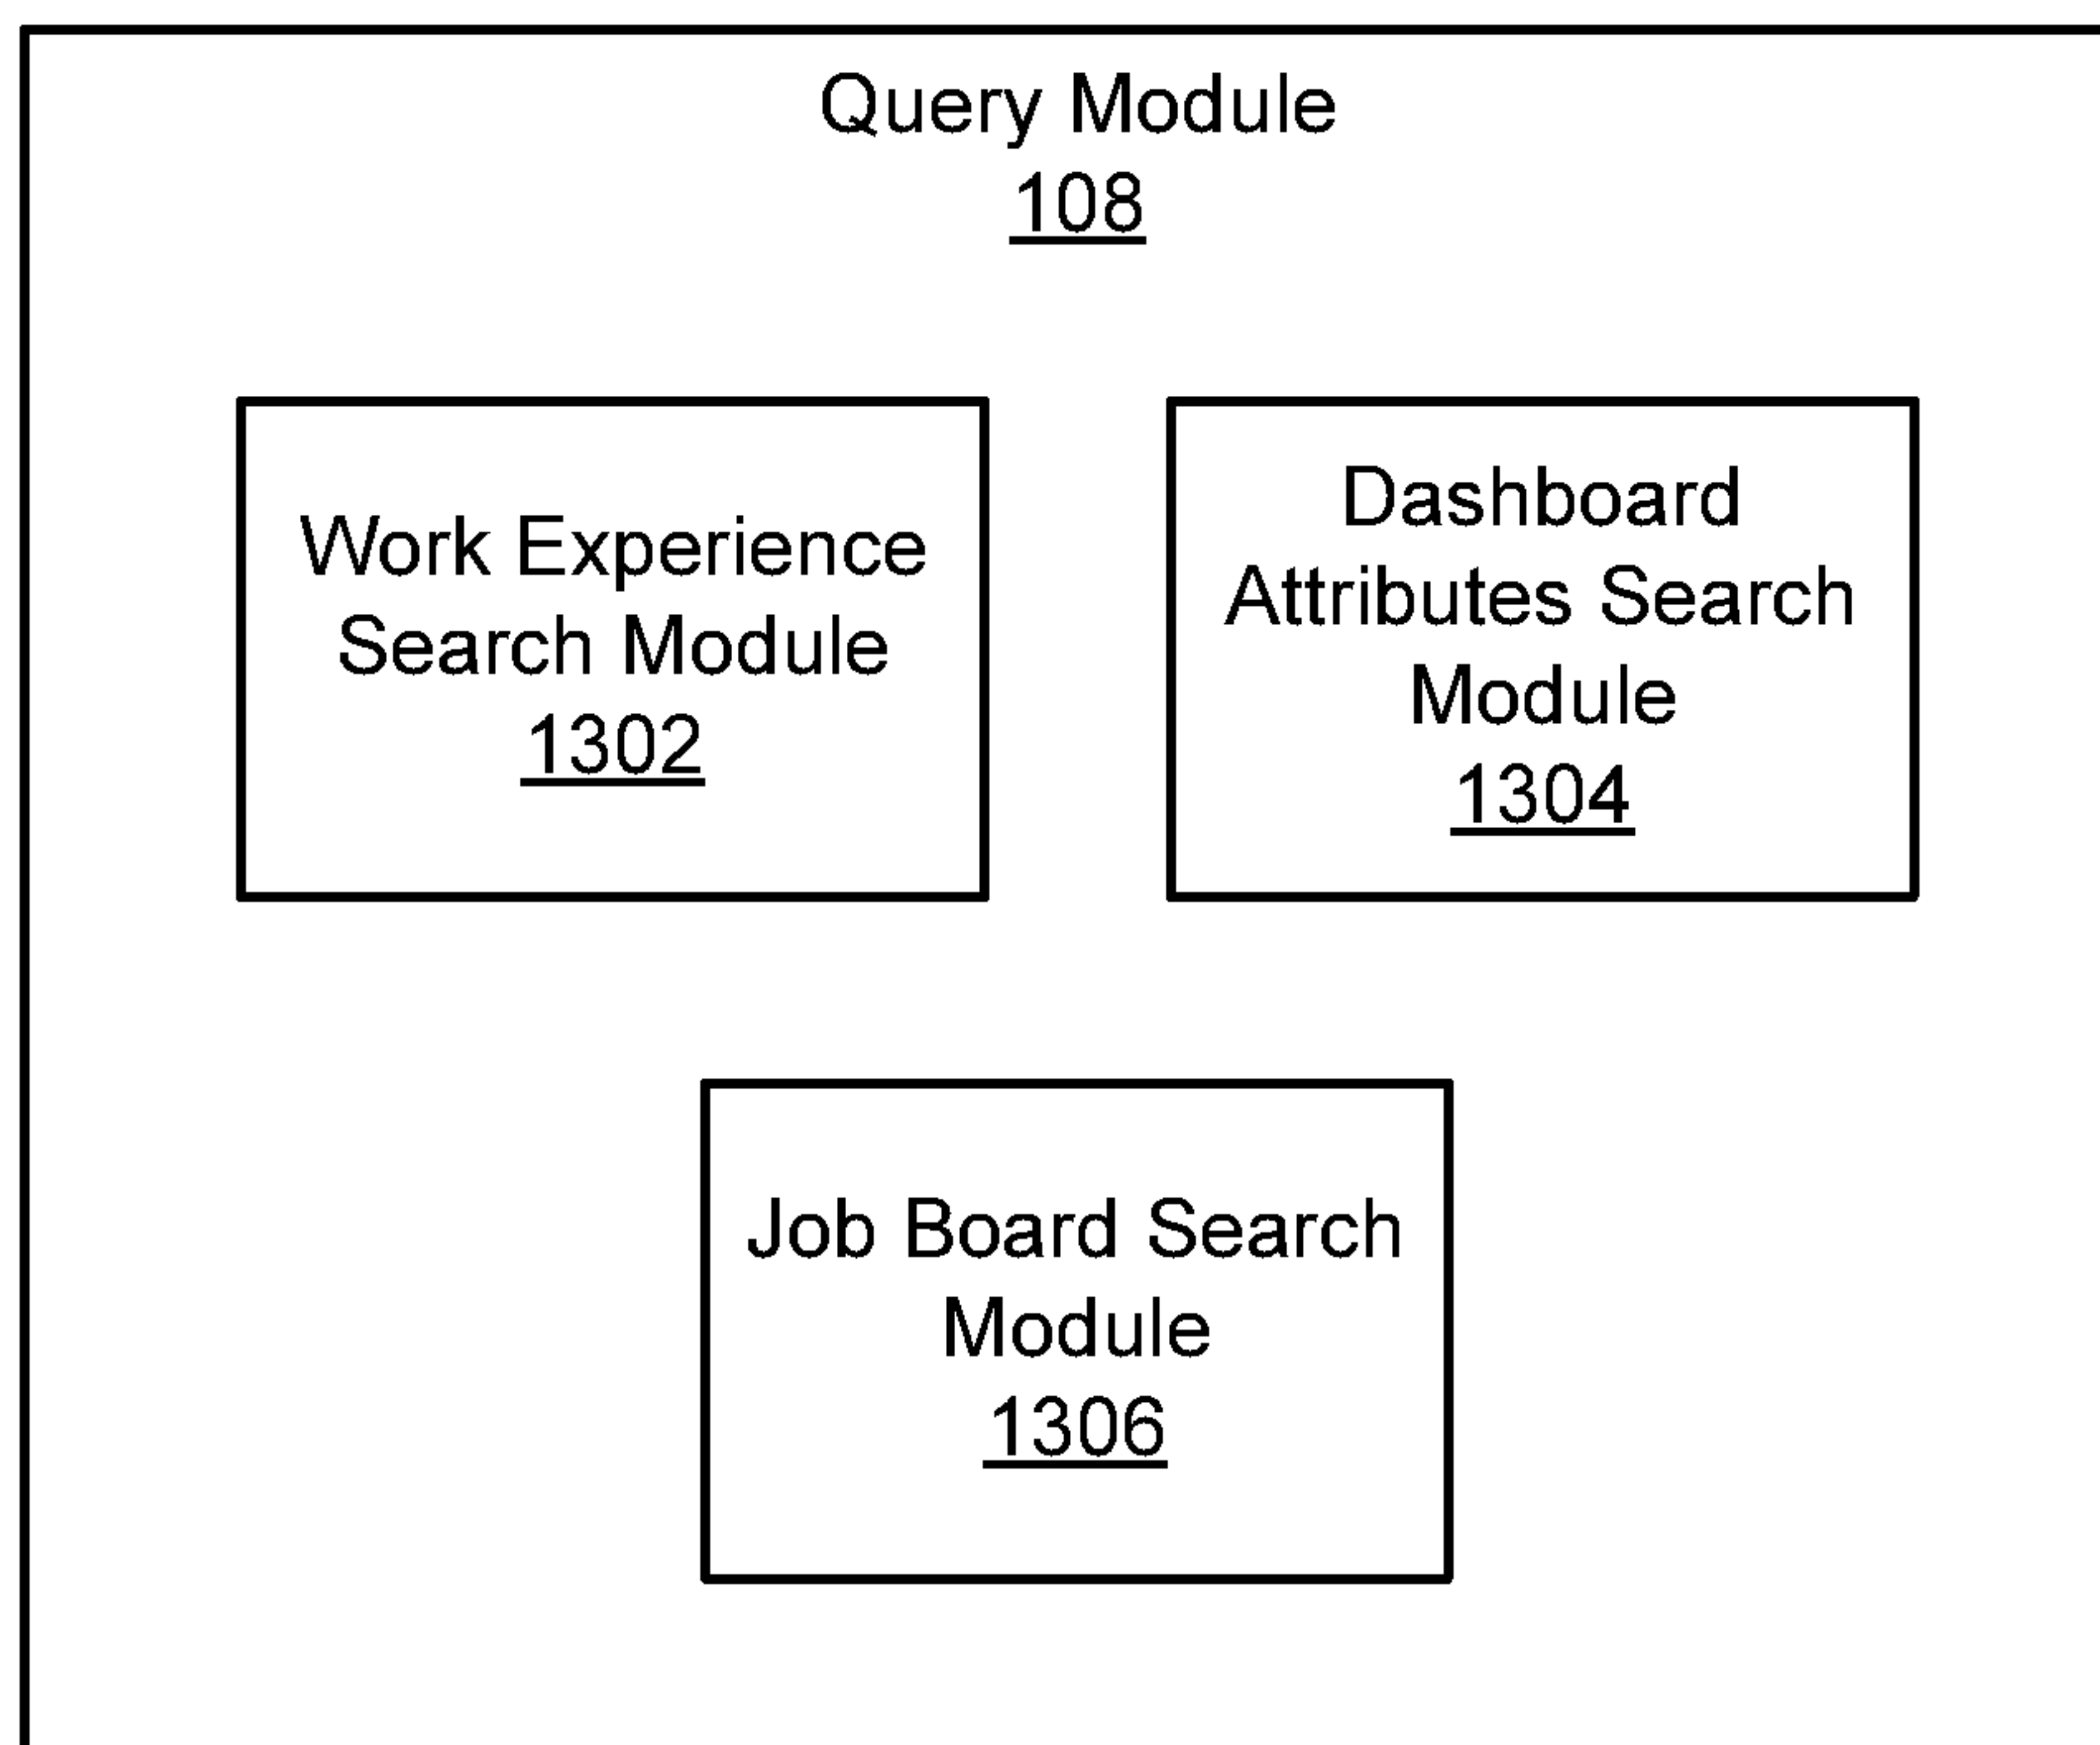 Query Module
108
Work Experience
Search Module
1302
Dashboard
Attributes Search
Module
1304
Job Board Search
Module
1306